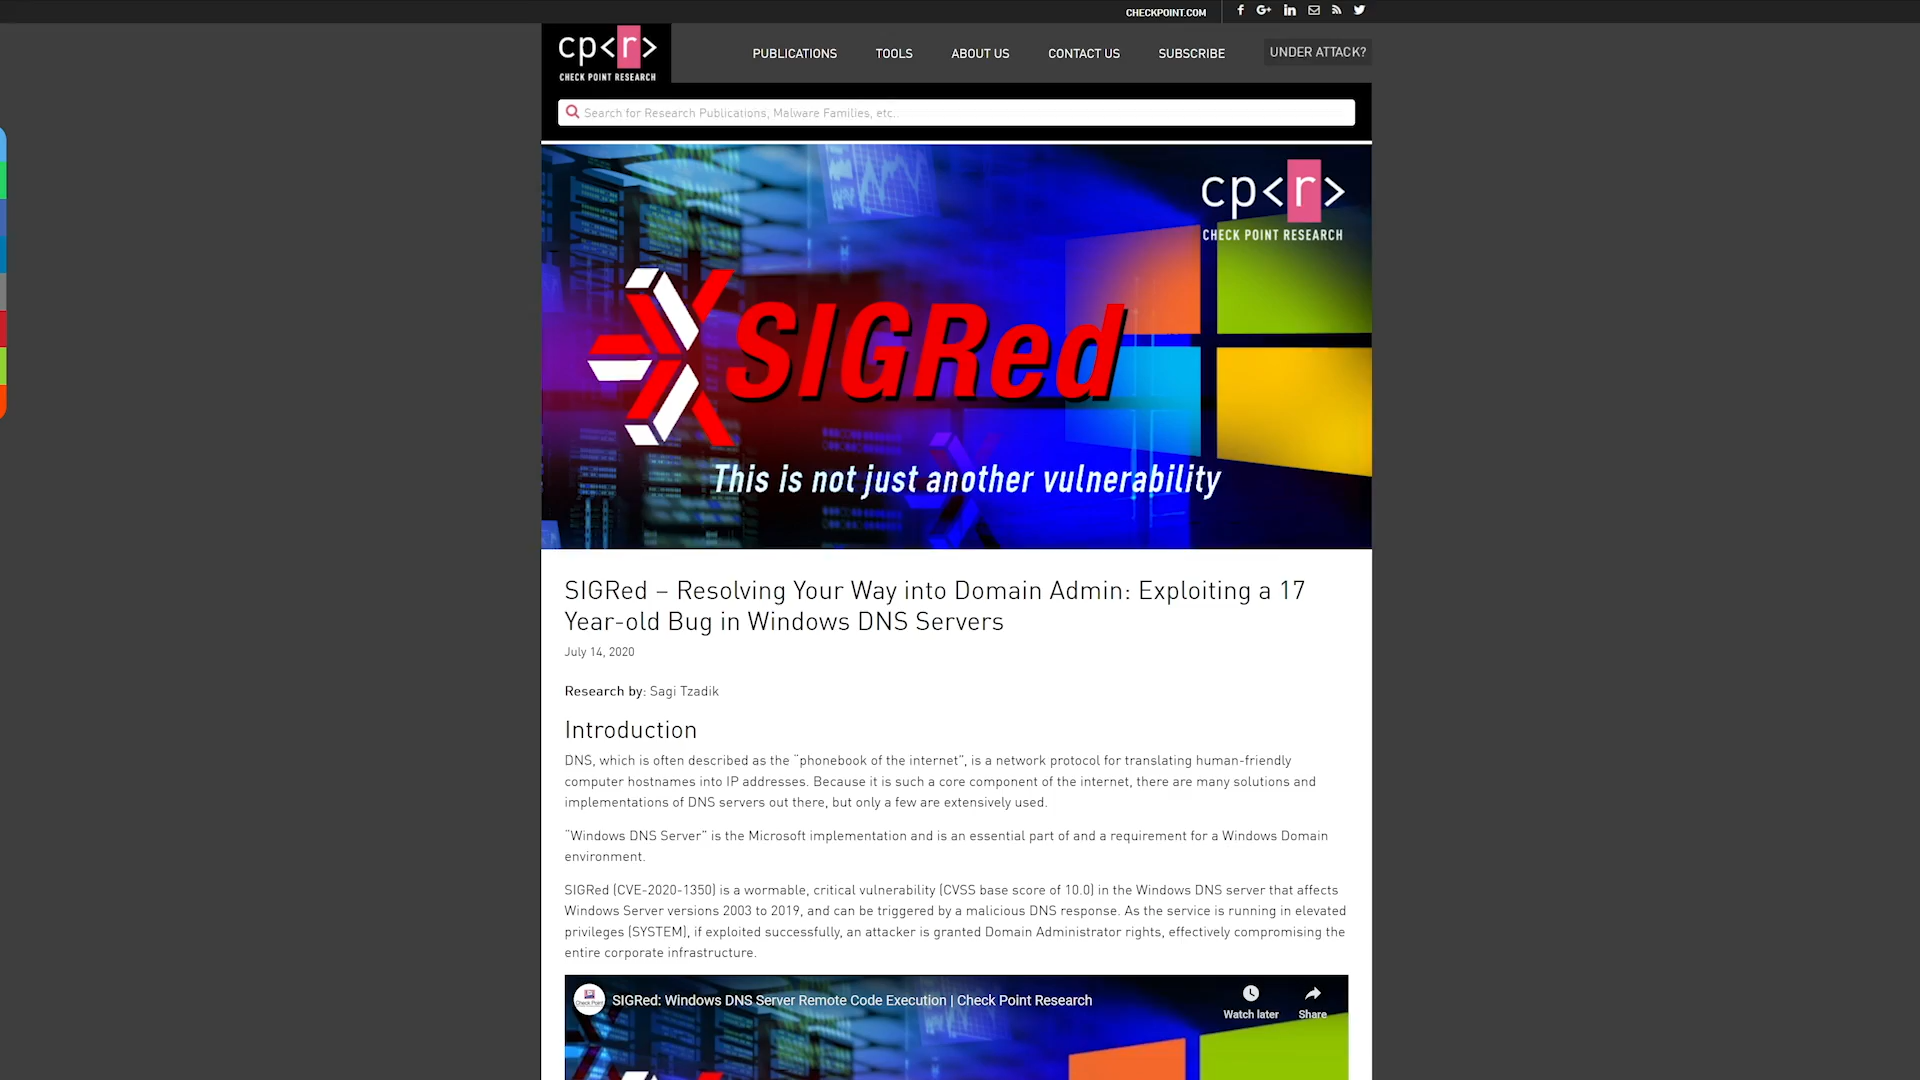 CHECKPOINT.COM
cp<r>
CHECK POINT RESEARCH
PUBLICATIONS TOOLS ABOUT US CONTACT US SUBSCRIBE UNDER ATTACK?
Search for Research Publications, Malware Families, etc..
cp<r>
CHECK POINT RESEARCH
SIGRed
This is not just another vulnerability
SIGRed – Resolving Your Way into Domain Admin: Exploiting a 17
Year-old Bug in Windows DNS Servers
July 14, 2020
Research by: Sagi Tzadik
Introduction
DNS, which is often described as the “phonebook of the internet”, is a network protocol for translating human-friendly
computer hostnames into IP addresses. Because it is such a core component of the internet, there are many solutions and
implementations of DNS servers out there, but only a few are extensively used.
“Windows DNS Server” is the Microsoft implementation and is an essential part of and a requirement for a Windows Domain
environment.
SIGRed (CVE-2020-1350) is a wormable, critical vulnerability (CVSS base score of 10.0) in the Windows DNS server that affects
Windows Server versions 2003 to 2019, and can be triggered by a malicious DNS response. As the service is running in elevated
privileges (SYSTEM), if exploited successfully, an attacker is granted Domain Administrator rights, effectively compromising the
entire corporate infrastructure.
SIGRed: Windows DNS Server Remote Code Execution | Check Point Research
Watch later Share